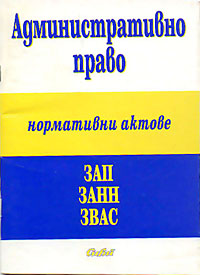 Административно
право
нормативни актове
ЗАП
ЗАНН
ЗВАС
Сиби